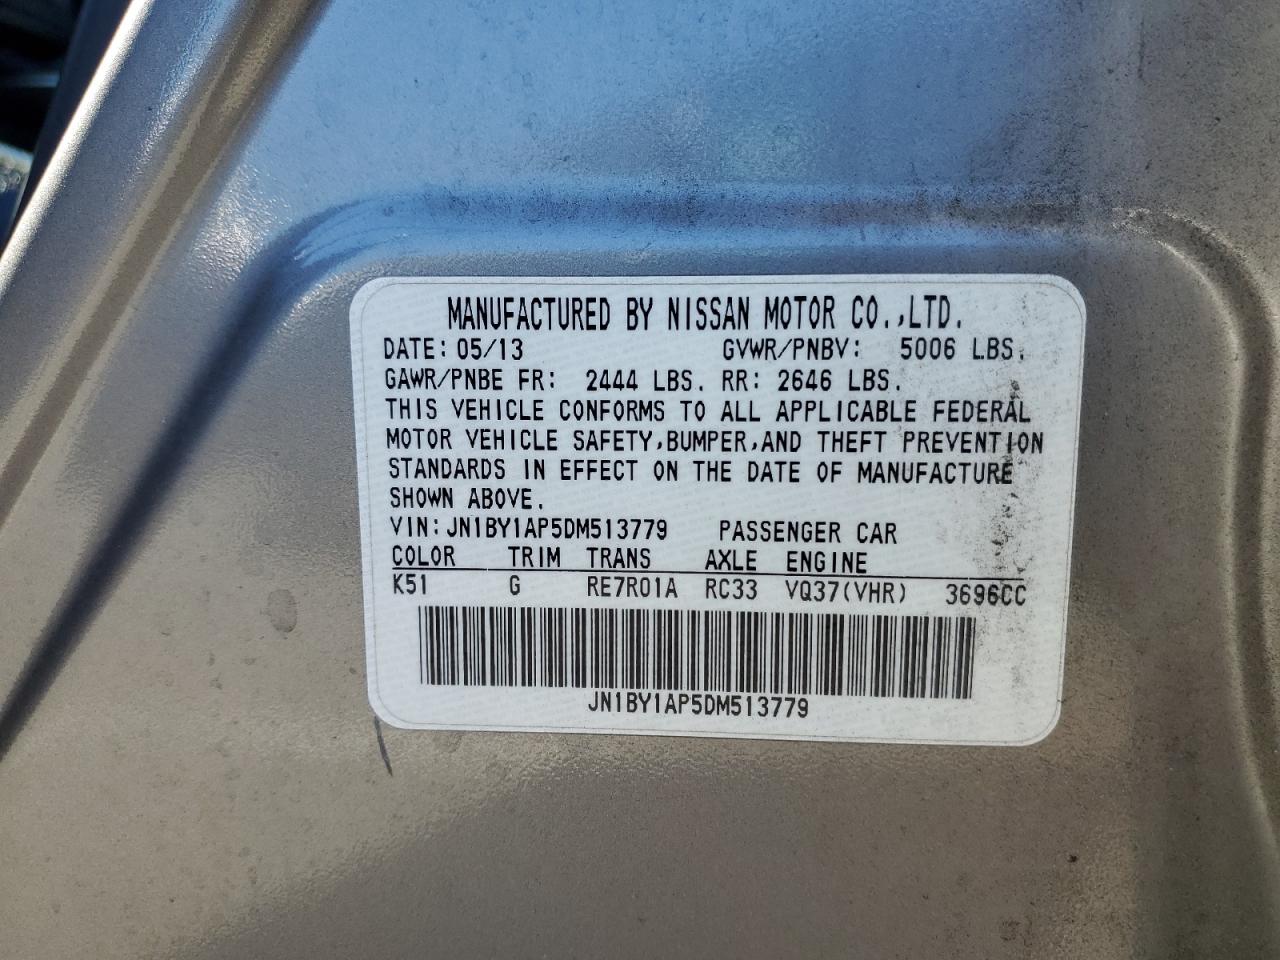 MANUFACTURED BY NISSAN MOTOR CO.,LTD.
DATE: 05/13 GVWR/PNBV: 5006 LBS.
GAWR/PNBE FR: 2444 LBS. RR: 2646 LBS.
THIS VEHICLE CONFORMS TO ALL APPLICABLE FEDERAL
MOTOR VEHICLE SAFETY,BUMPER,AND THEFT PREVENTION
STANDARDS IN EFFECT ON THE DATE OF MANUFACTURE
SHOWN ABOVE.
VIN: JN1BY1AP5DM513779 PASSENGER CAR
COLOR TRIM TRANS AXLE ENGINE
K51 G RE7R01A RC33 VQ37(VHR) 3696CC
JN1BY1AP5DM513779